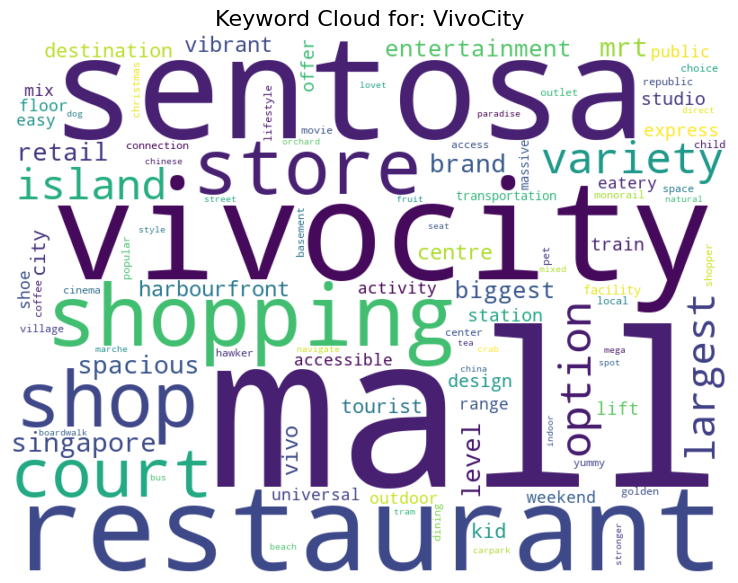 Keyword Cloud for: VivoCity
destination
vibrant
offer
entertainment
mrt
public
christmas
lovet
choice
republic
sentosa
mix
floor
easy
dog
lifestyle
movie
paradise
outlet
studio
direct
express
orchard
retail
connection
chinese
store
brand
massive
access
variety
child
island
eatery
space
monorail
natural
transportation
street
fruit
vivocity
style
basement
seat
city
popular
centre
train
pet
mixed
shopper
shoe
coffee
cinema
harbourfront
activity
biggest
facility
local
village
shopping
station
option
largest
marche
hawker
navigate
center
tea
crab
mega
spot
accessible
spacious
china
design
mall
shop
tourist
range
lift
boardwalk
singapore
vivo
level
indoor
yummy
court
bus
universal
outdoor
weekend
golden
restaurant
tram
dining
kid
stronger
beach
carpark